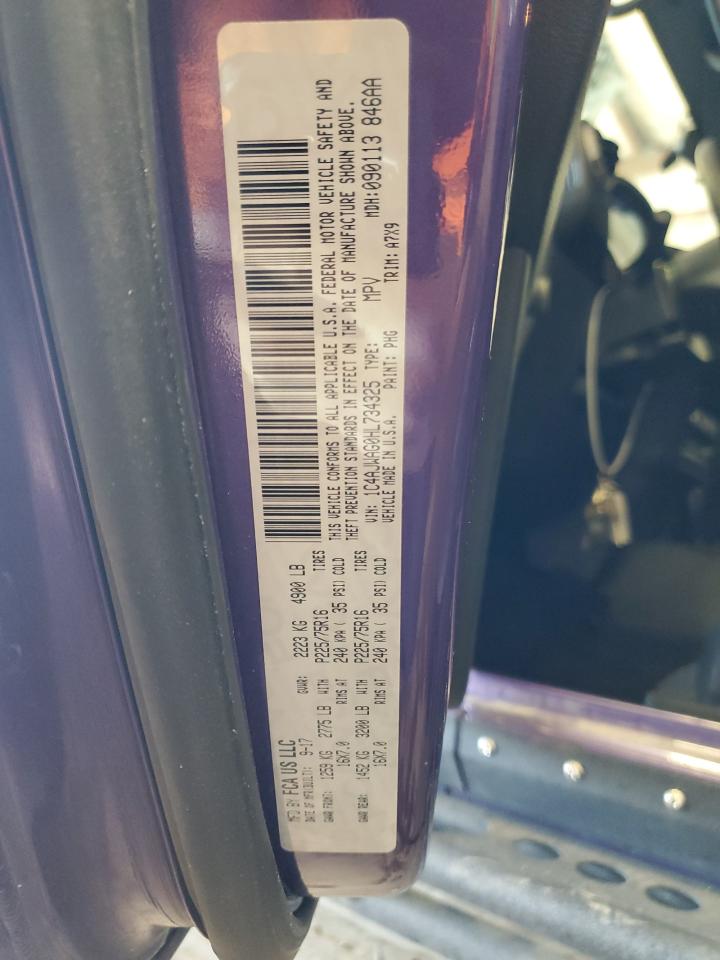 MFD BY FCA US LLC
DATE OF MFR(BUILT): 9-17 GVWR: 2223 KG 4900 LB
GAWR FRONT: 1259 KG 2775 LB WITH P225/75R16 TIRES
16X7.0 RIMS AT 240 KPA ( 35 PSI) COLD
GAWR REAR: 1452 KG 3200 LB WITH P225/75R16 TIRES
16X7.0 RIMS AT 240 KPA ( 35 PSI) COLD
THIS VEHICLE CONFORMS TO ALL APPLICABLE U.S.A. FEDERAL MOTOR VEHICLE SAFETY AND
THEFT PREVENTION STANDARDS IN EFFECT ON THE DATE OF MANUFACTURE SHOWN ABOVE.
VIN: 1C4AJWAG0HL734325 TYPE: MPV MDH:090113 846AA
VEHICLE MADE IN U.S.A. PAINT: PHG TRIM: A7X9